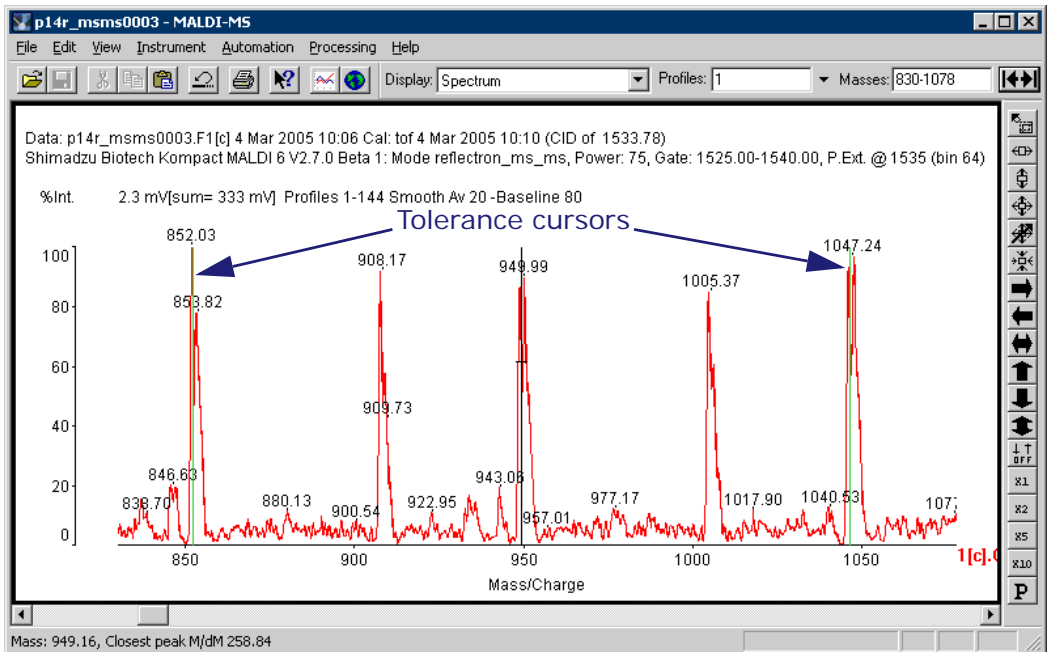 p14r_msms0003 - MALDI-MS
File Edit View Instrument Automation Processing Help
Display: Spectrum Profiles: 1 Masses: 830-1078
Data: p14r_msms0003.F1[c] 4 Mar 2005 10:06 Cal: tof 4 Mar 2005 10:10 (CID of 1533.78)
Shimadzu Biotech Kompact MALDI 6 V2.7.0 Beta 1: Mode reflectron_ms_ms, Power: 75, Gate: 1525.00-1540.00, P.Ext. @ 1535 (bin 64)
%Int. 2.3 mV[sum= 333 mV] Profiles 1-144 Smooth Av 20 -Baseline 80
Tolerance cursors
852.03
1047.24
100
908.17
949.99
1005.37
80
853.82
60
40
909.73
20
838.70
846.63
880.13
900.54
922.95
943.06
957.01
977.17
1017.90
1040.53
107
0
850 900 950 1000 1050
1[c].
Mass/Charge
OFF
X1
X2
X5
X10
P
Mass: 949.16, Closest peak M/dM 258.84